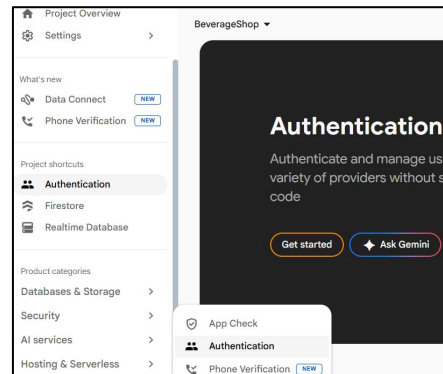 Project Overview
Settings
What's new
Data Connect NEW
Phone Verification NEW
Project shortcuts
Authentication
Firestore
Realtime Database
Product categories
Databases & Storage
Security
AI services
Hosting & Serverless
BeverageShop
Authentication
Authenticate and manage us
variety of providers without s
code
Get started
Ask Gemini
App Check
Authentication
Phone Verification NEW